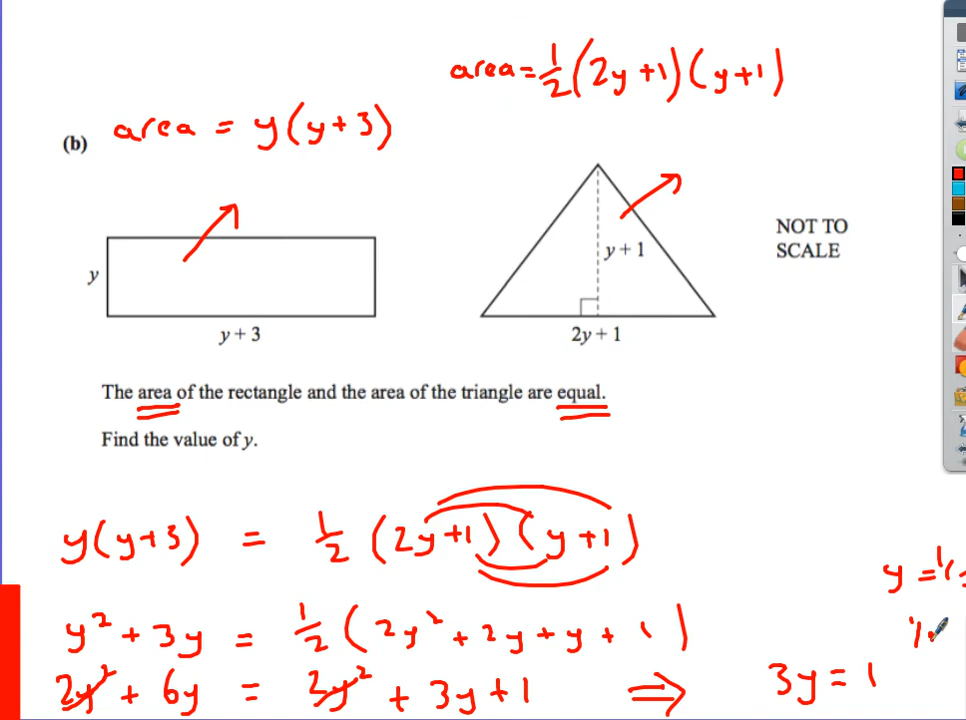 area = 1/2 (2y + 1)(y + 1)
(b) area = y(y + 3)
NOT TO
SCALE
y + 1
y
y + 3
2y + 1
The area of the rectangle and the area of the triangle are equal.
Find the value of y.
y(y + 3) = 1/2 (2y + 1)(y + 1)
y =
y² + 3y = 1/2 (2y² + 2y + y + 1)
2y² + 6y = 2y² + 3y + 1 ⇒ 3y = 1